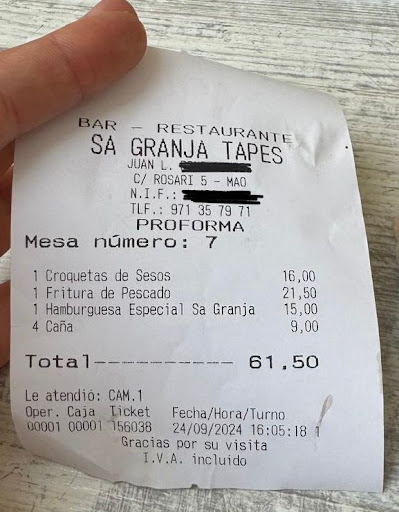 BAR - RESTAURANTE
SA GRANJA TAPES
JUAN L.
C/ ROSARI 5 - MAO
N.I.F.:
TLF.: 971 35 79 71
PROFORMA
Mesa número: 7
1 Croquetas de Sesos 16,00
1 Fritura de Pescado 21,50
1 Hamburguesa Especial Sa Granja 15,00
4 Caña 9,00
Total-------------- 61,50
Le atendió: CAM.1
Oper. Caja Ticket Fecha/Hora/Turno
00001 00001 156038 24/09/2024 16:05:18 1
Gracias por su visita
I.V.A. incluido